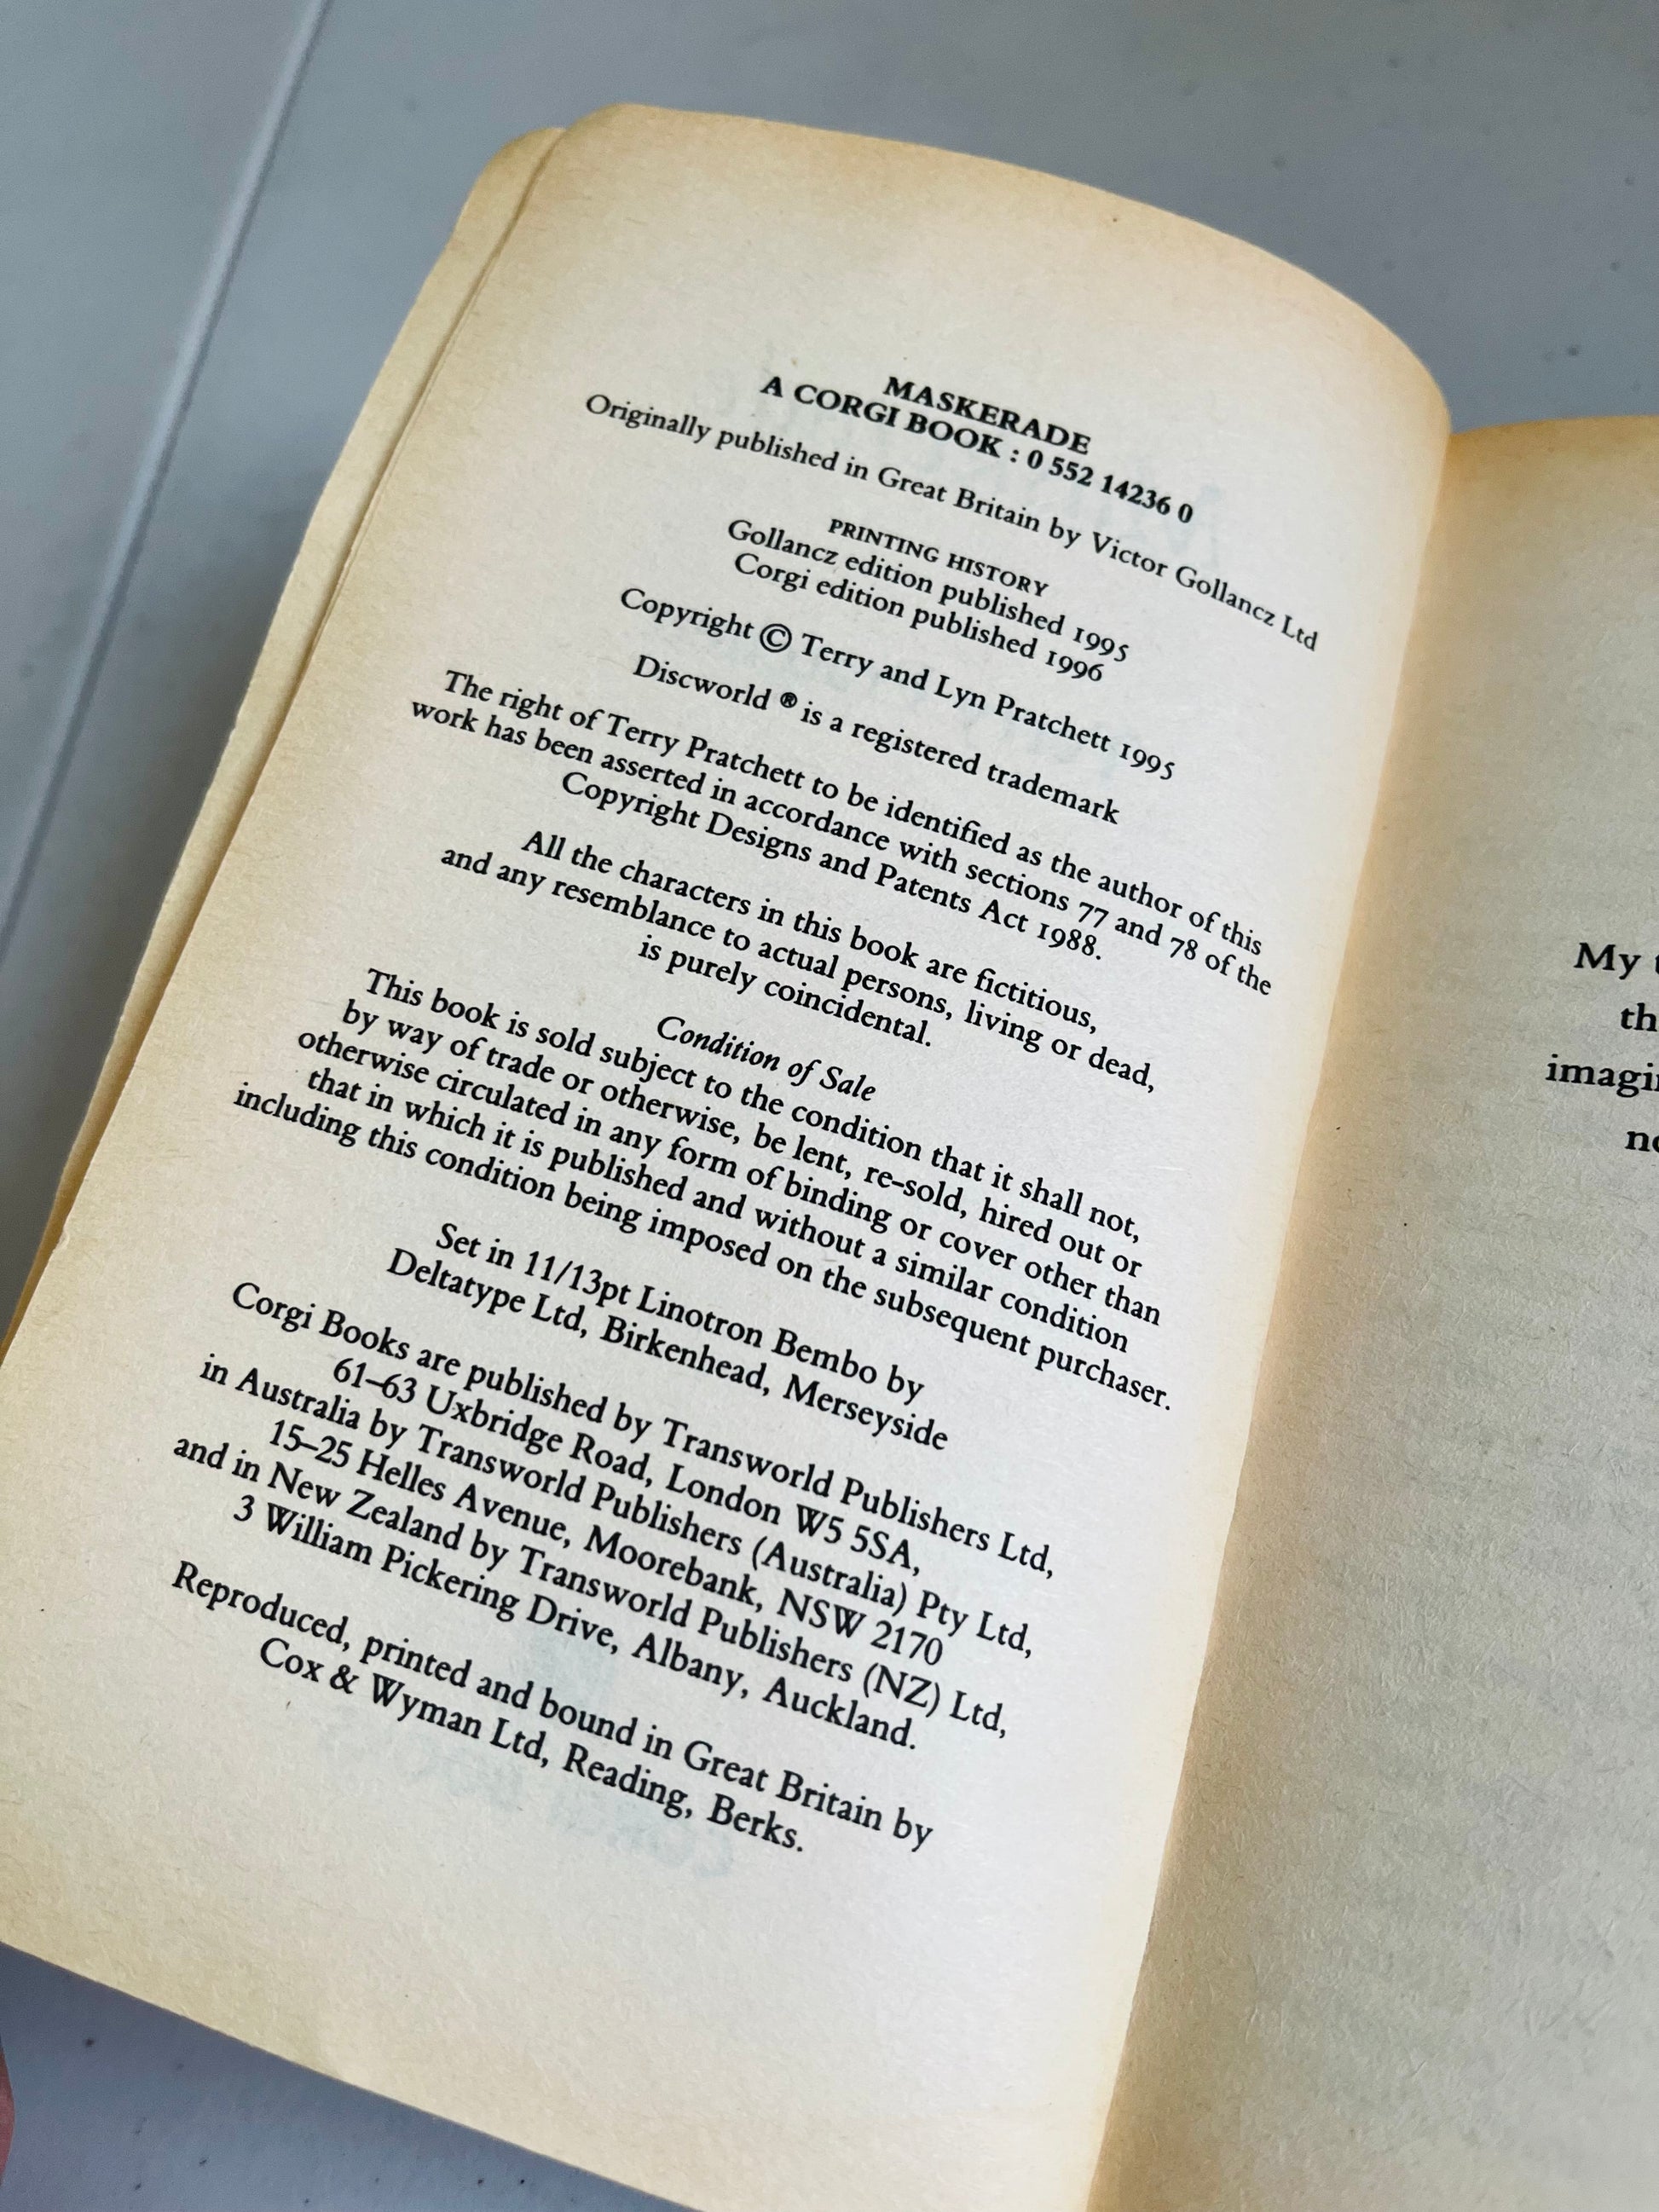 MASKERADE
A CORGI BOOK : 0 552 14236 0
Originally published in Great Britain by Victor Gollancz Ltd
PRINTING HISTORY
Gollancz edition published 1995
Corgi edition published 1996
Copyright © Terry and Lyn Pratchett 1995
Discworld ® is a registered trademark
The right of Terry Pratchett to be identified as the author of this
work has been asserted in accordance with sections 77 and 78 of the
Copyright Designs and Patents Act 1988.
All the characters in this book are fictitious,
and any resemblance to actual persons, living or dead,
is purely coincidental.
Condition of Sale
This book is sold subject to the condition that it shall not,
by way of trade or otherwise, be lent, re-sold, hired out or
otherwise circulated in any form of binding or cover other than
that in which it is published and without a similar condition
including this condition being imposed on the subsequent purchaser.
Set in 11/13pt Linotron Bembo by
Deltatype Ltd, Birkenhead, Merseyside
Corgi Books are published by Transworld Publishers Ltd,
61–63 Uxbridge Road, London W5 5SA,
in Australia by Transworld Publishers (Australia) Pty Ltd,
15–25 Helles Avenue, Moorebank, NSW 2170
and in New Zealand by Transworld Publishers (NZ) Ltd,
3 William Pickering Drive, Albany, Auckland.
Reproduced, printed and bound in Great Britain by
Cox & Wyman Ltd, Reading, Berks.
My